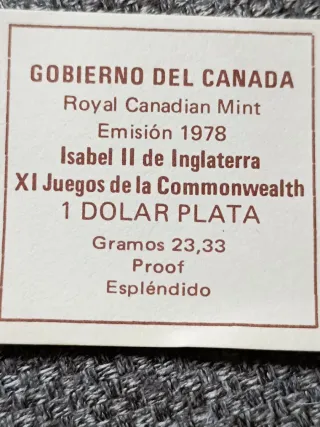 GOBIERNO DEL CANADA
Royal Canadian Mint
Emisión 1978
Isabel II de Inglaterra
XI Juegos de la Commonwealth
1 DOLAR PLATA
Gramos 23,33
Proof
Espléndido